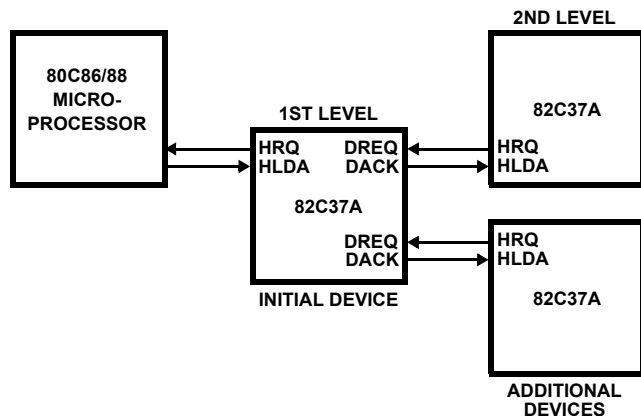 2ND LEVEL
80C86/88
MICRO-
PROCESSOR
82C37A
1ST LEVEL
HRQ DREQ
HLDA DACK
HRQ
HLDA
82C37A
DREQ
DACK
HRQ
HLDA
82C37A
INITIAL DEVICE
ADDITIONAL
DEVICES